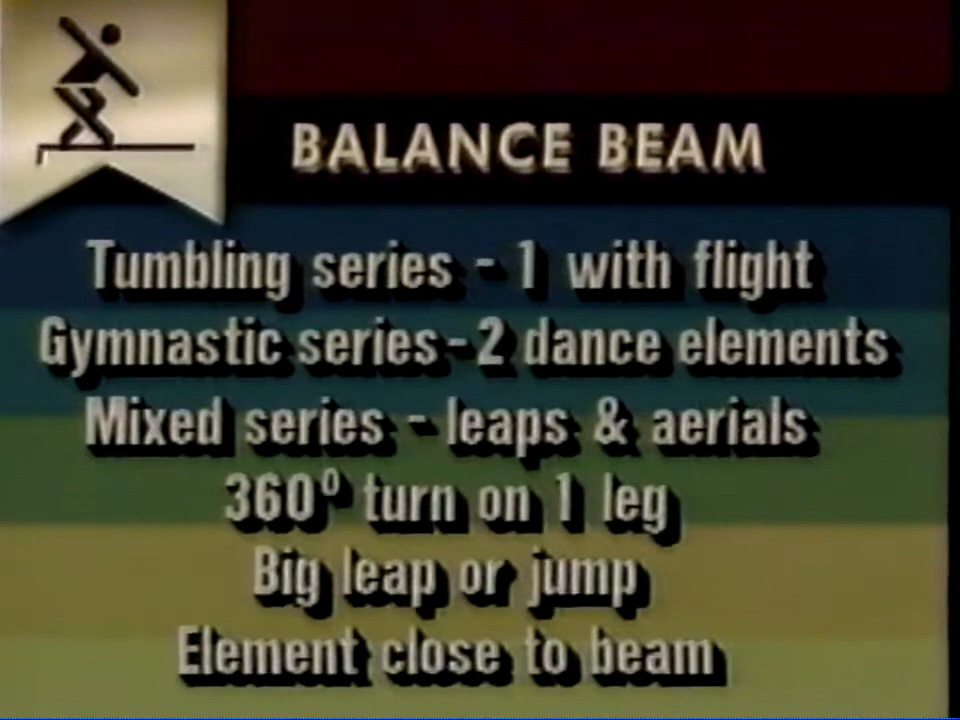 BALANCE BEAM
Tumbling series - 1 with flight
Gymnastic series - 2 dance elements
Mixed series - leaps & aerials
360º turn on 1 leg
Big leap or jump
Element close to beam